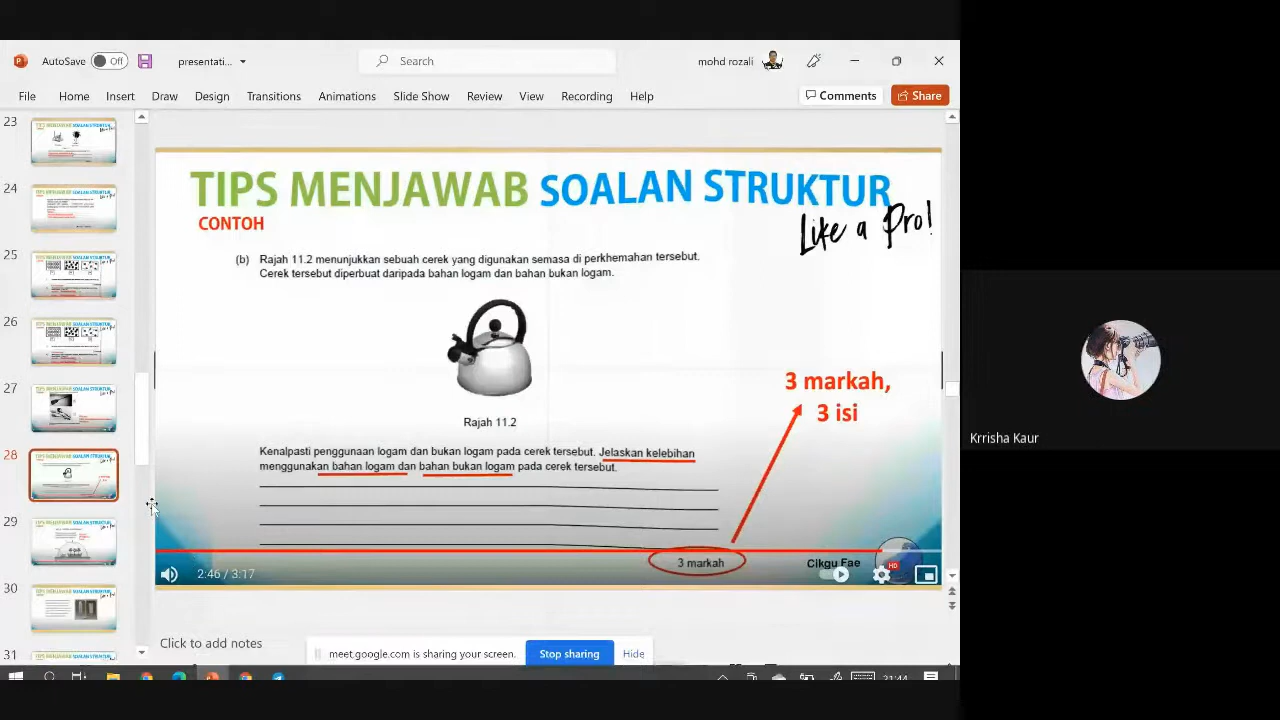 AutoSave Off presentati... Search mohd rozali
File Home Insert Draw Design Transitions Animations Slide Show Review View Recording Help Comments Share
23
24
25
26
27
28
29
30
31
TIPS MENJAWAB SOALAN STRUKTUR
Like a Pro!
CONTOH
(b) Rajah 11.2 menunjukkan sebuah cerek yang digunakan semasa di perkhemahan tersebut.
Cerek tersebut diperbuat daripada bahan logam dan bahan bukan logam.
Rajah 11.2
3 markah,
3 isi
Kenalpasti penggunaan logam dan bukan logam pada cerek tersebut. Jelaskan kelebihan
menggunakan bahan logam dan bahan bukan logam pada cerek tersebut.
3 markah
Cikgu Fae
2:46 / 3:17
HD
Click to add notes
meet.google.com is sharing your screen. Stop sharing Hide
21:44
Krrisha Kaur